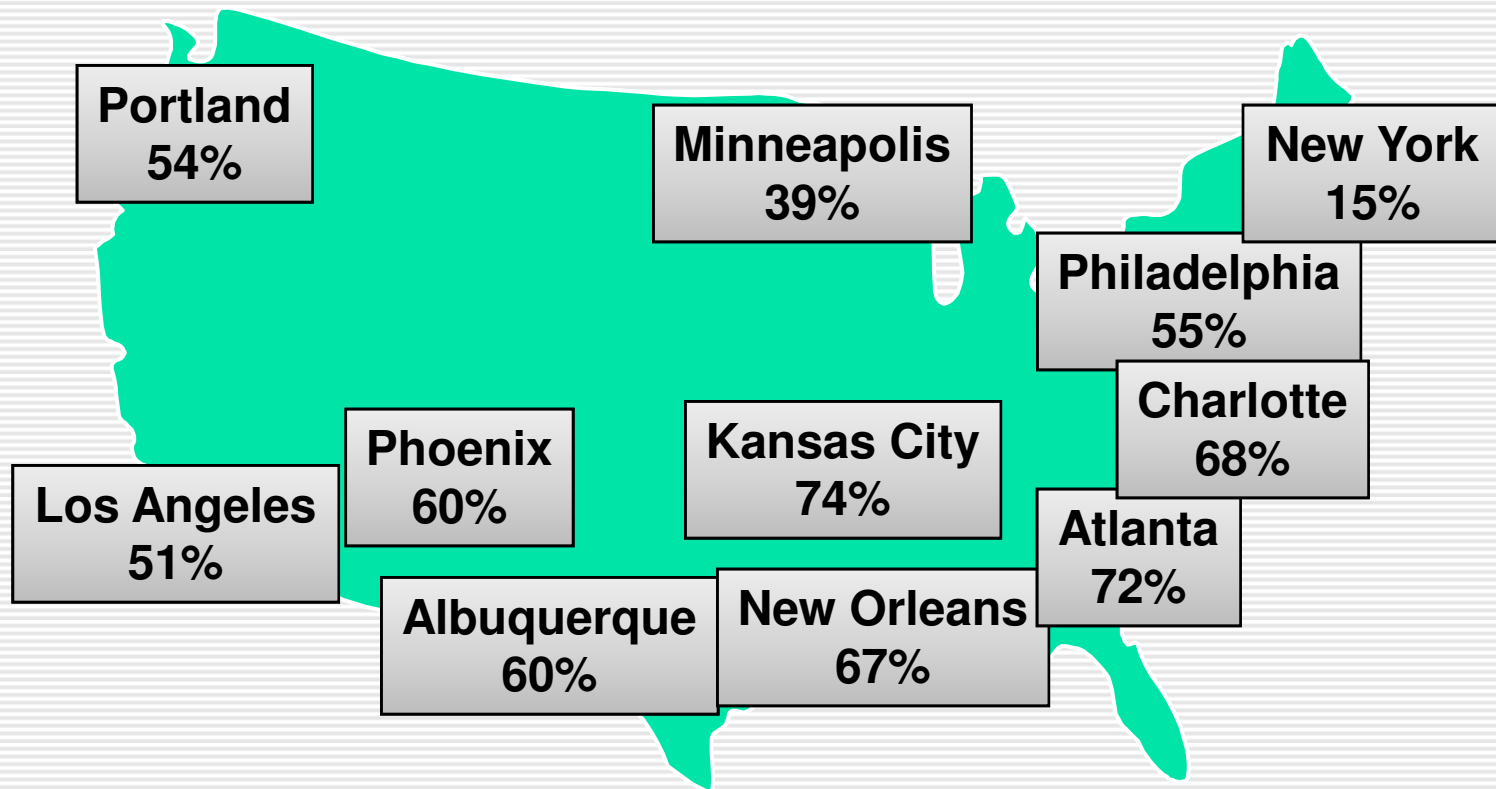 Portland
54%
Minneapolis
39%
New York
15%
Philadelphia
55%
Charlotte
68%
Phoenix
60%
Kansas City
74%
Los Angeles
51%
Atlanta
72%
Albuquerque
60%
New Orleans
67%